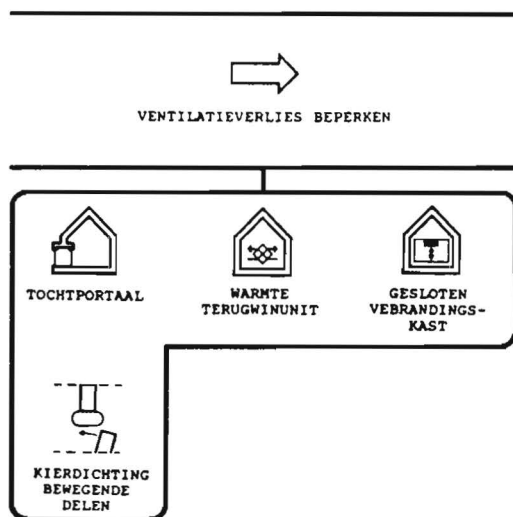 VENTILATIEVERLIES BEPERKEN
TOCHTPORTAAL
WARMTE
TERUGWINUNIT
GESLOTEN
VEBRANDINGS-
KAST
KIERDICHTING
BEWEGENDE
DELEN